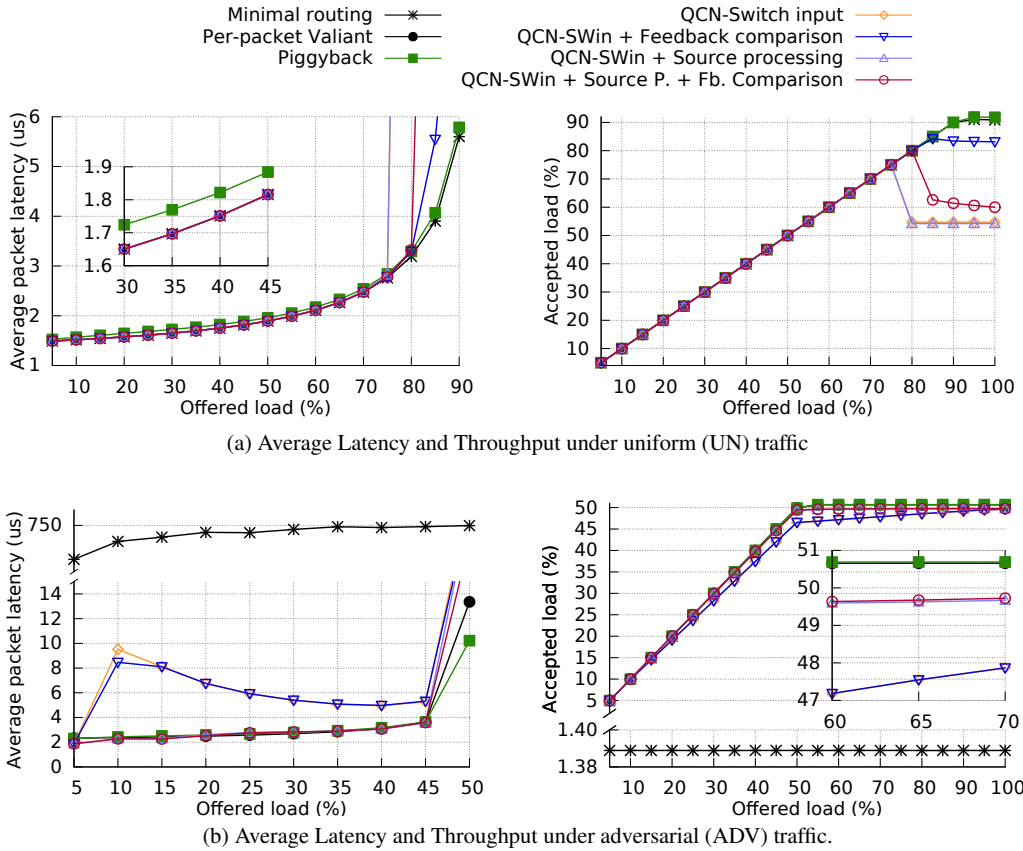 Minimal routing
Per-packet Valiant
Piggyback
QCN-Switch input
QCN-SWin + Feedback comparison
QCN-SWin + Source processing
QCN-SWin + Source P. + Fb. Comparison
Average packet latency (us)
6
5
4
3
2
1
1.9
1.8
1.7
1.6
30 35 40 45
10 20 30 40 50 60 70 80 90
Offered load (%)
Accepted load (%)
90
80
70
60
50
40
30
20
10
10 20 30 40 50 60 70 80 90 100
Offered load (%)
(a) Average Latency and Throughput under uniform (UN) traffic
Average packet latency (us)
750
14
12
10
8
6
4
2
0
5 10 15 20 25 30 35 40 45 50
Offered load (%)
Accepted load (%)
50
45
40
35
30
25
20
15
10
5
1.40
1.38
51
50
49
48
47
60 65 70
10 20 30 40 50 60 70 80 90 100
Offered load (%)
(b) Average Latency and Throughput under adversarial (ADV) traffic.